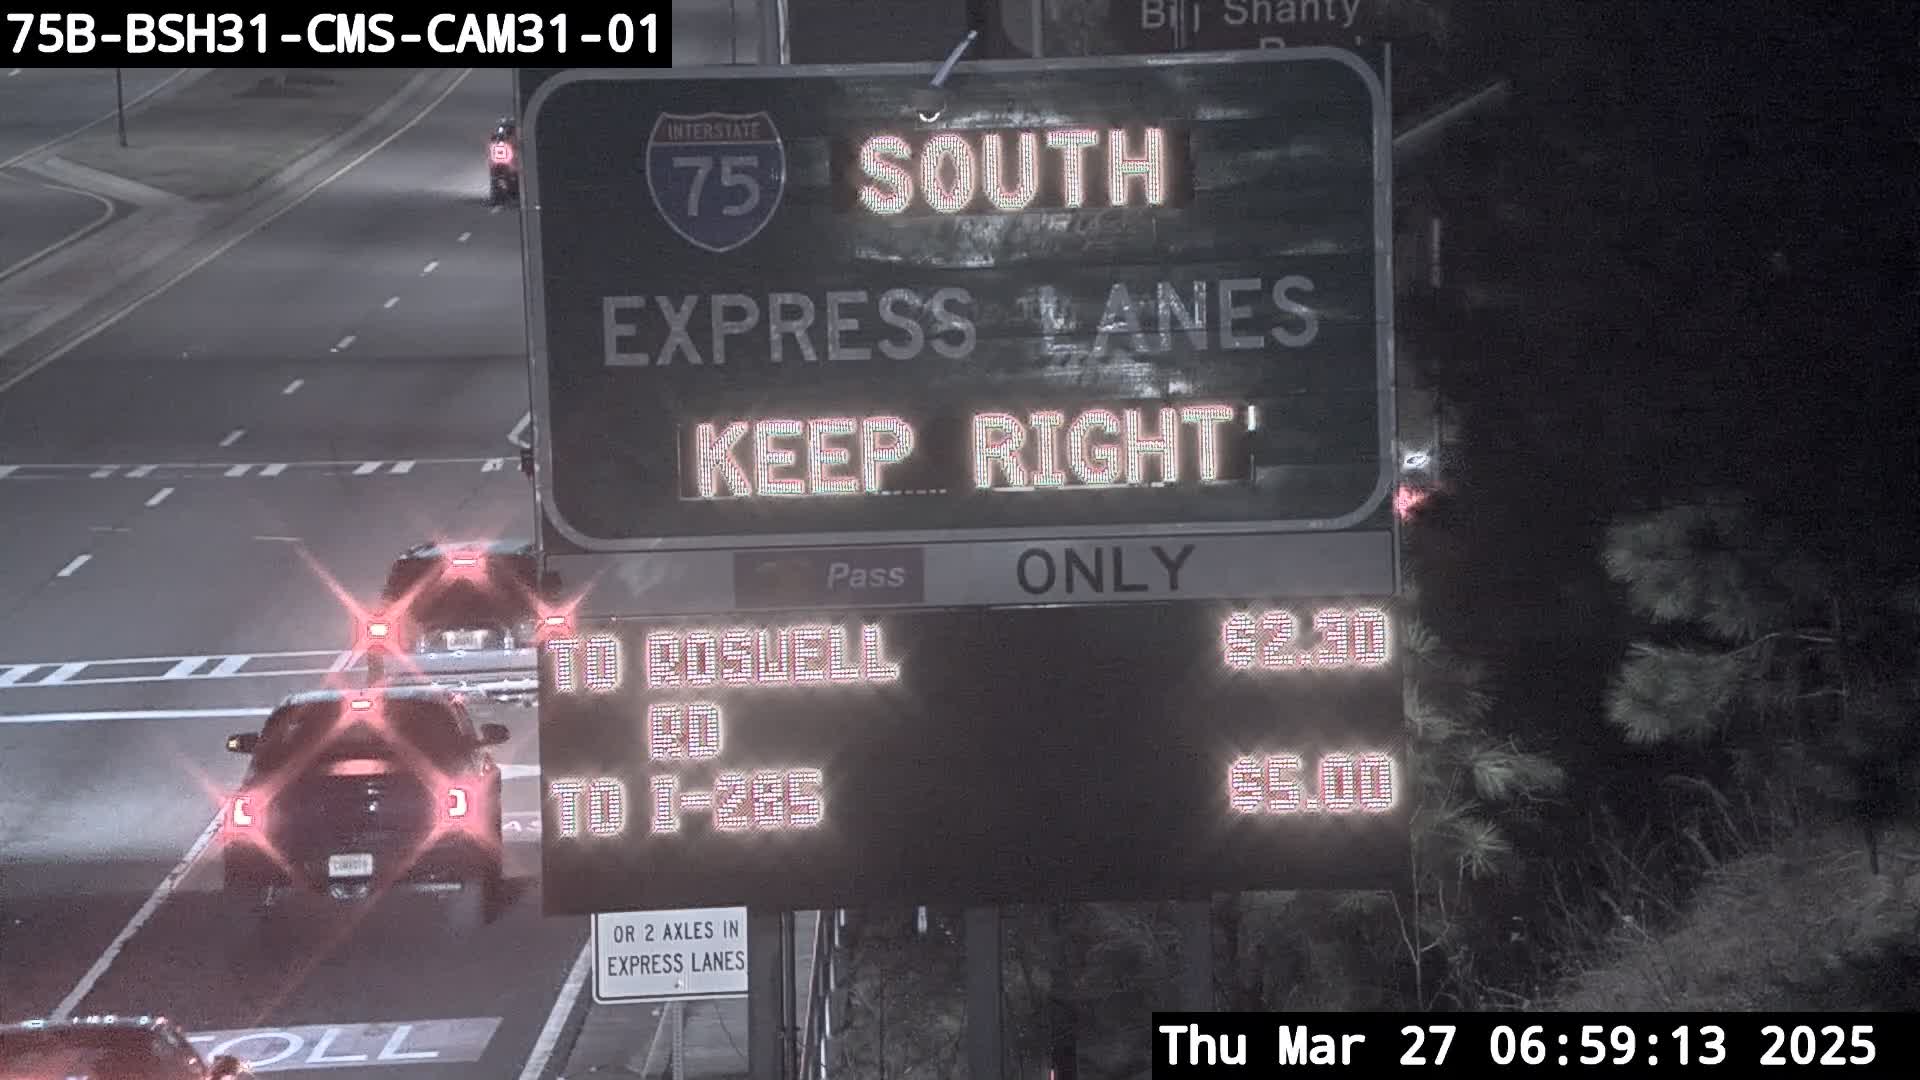 75B-BSH31-CMS-CAM31-01
Shanty
INTERSTATE
75
SOUTH
EXPRESS LANES
KEEP RIGHT
Pass ONLY
TO ROSWELL $2.30
RD
TO I-285 $5.00
OR 2 AXLES IN
EXPRESS LANES
TOLL
Thu Mar 27 06:59:13 2025